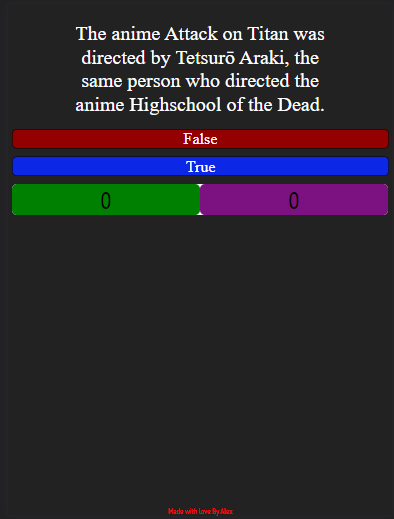 The anime Attack on Titan was
directed by Tetsurō Araki, the
same person who directed the
anime Highschool of the Dead.
False
True
0 0
Made with love By Alex